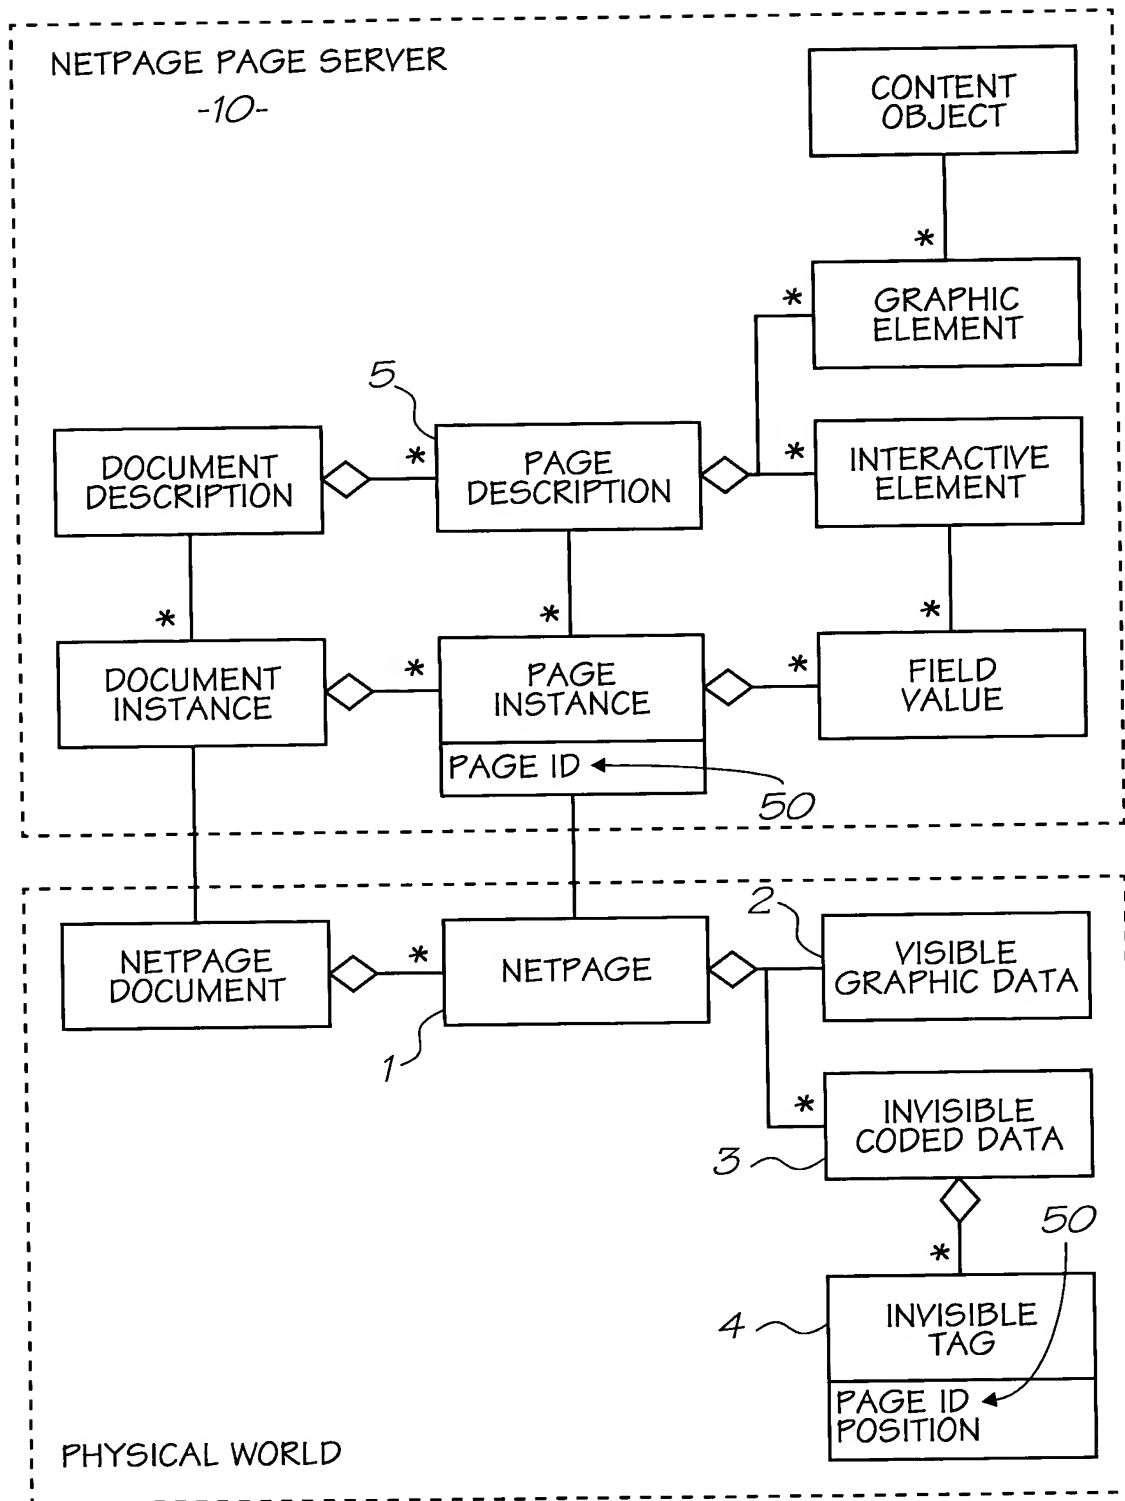 NETPAGE PAGE SERVER
-10-
CONTENT
OBJECT
*
GRAPHIC
ELEMENT
*
5
DOCUMENT
DESCRIPTION
*
PAGE
DESCRIPTION
*
INTERACTIVE
ELEMENT
*
*
*
DOCUMENT
INSTANCE
*
PAGE
INSTANCE
*
FIELD
VALUE
PAGE ID
50
NETPAGE
DOCUMENT
*
NETPAGE
1
2
VISIBLE
GRAPHIC DATA
*
INVISIBLE
CODED DATA
3
50
*
INVISIBLE
TAG
4
PAGE ID
POSITION
PHYSICAL WORLD